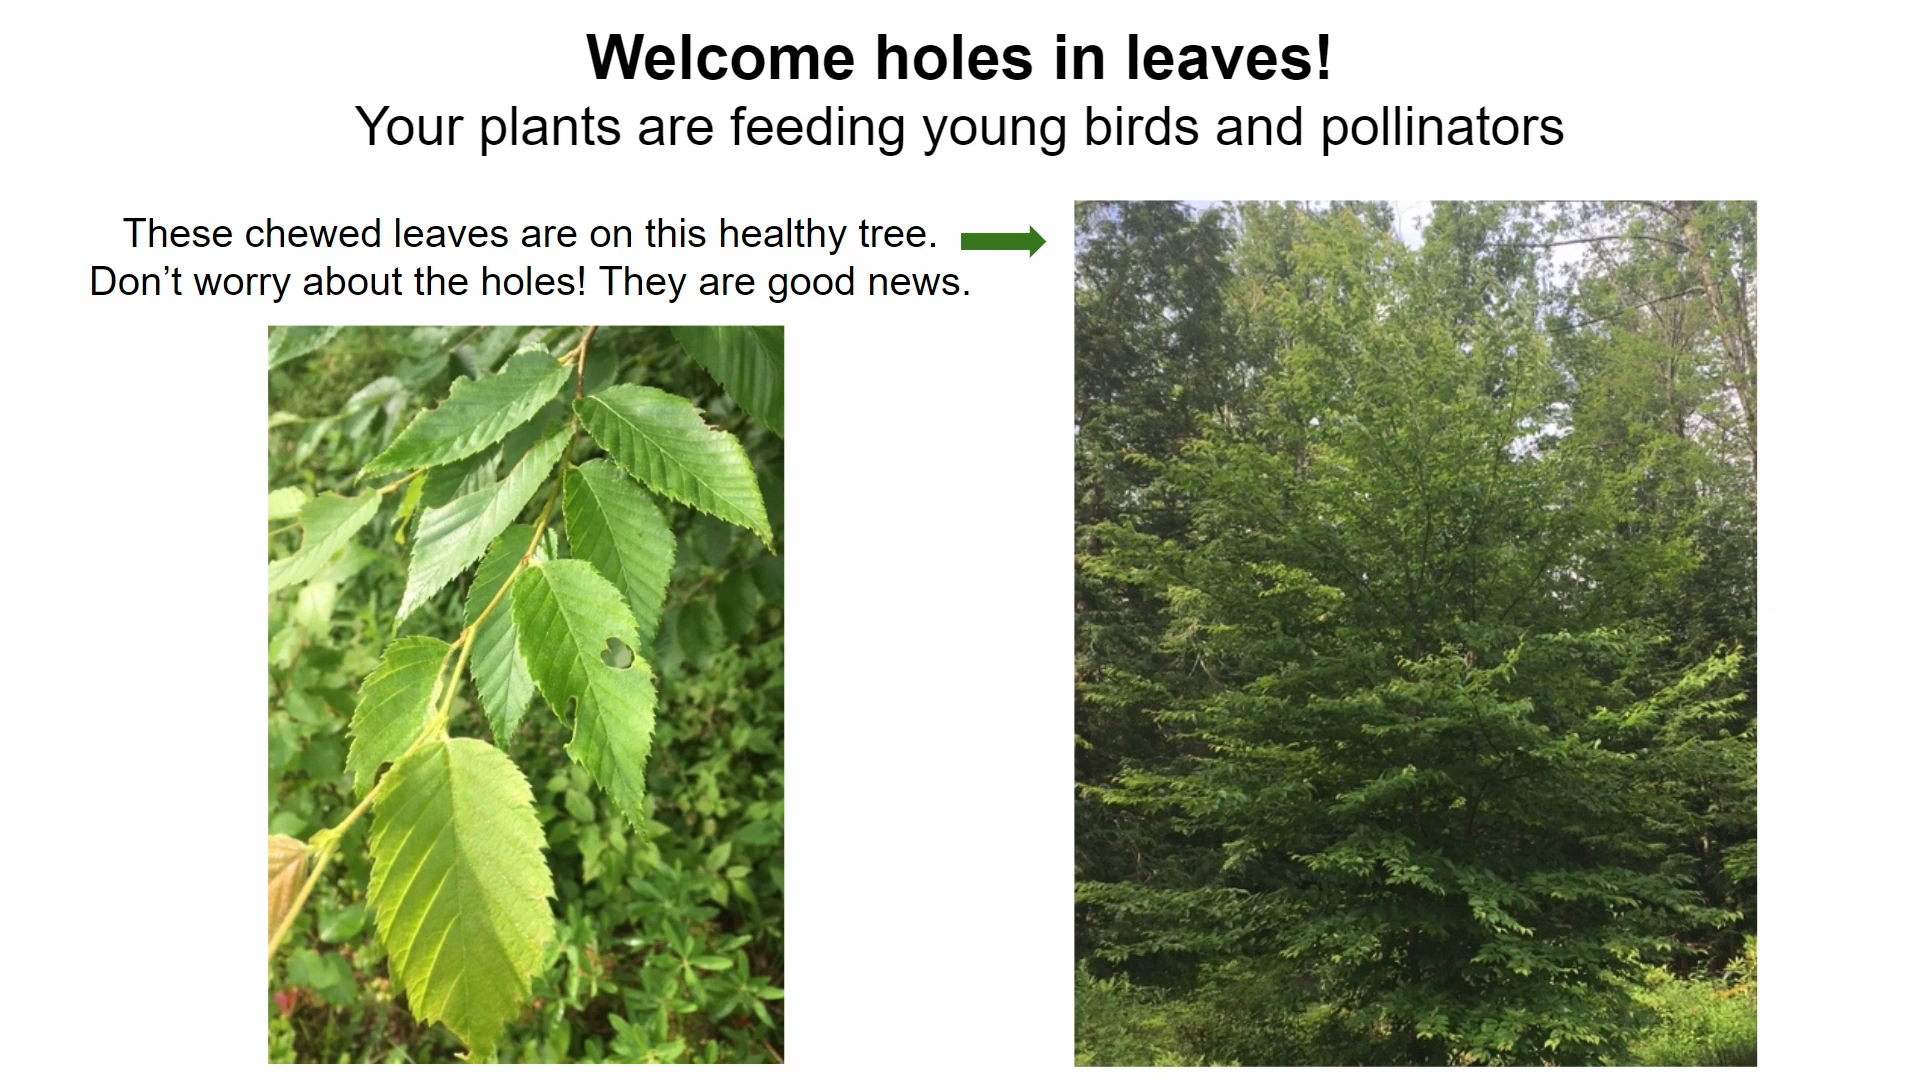 Welcome holes in leaves!
Your plants are feeding young birds and pollinators
These chewed leaves are on this healthy tree.
Don’t worry about the holes! They are good news.